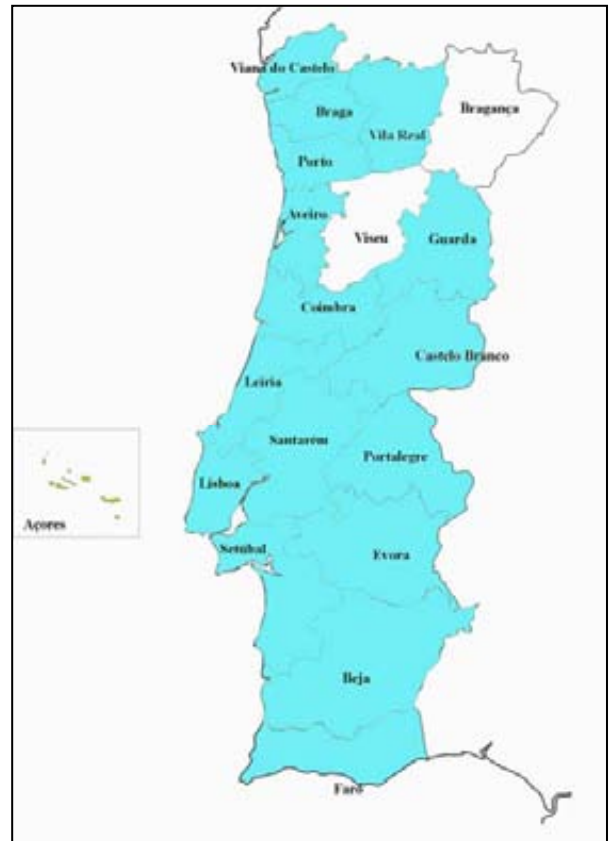 Viana do Castelo
Bragança
Braga
Vila Real
Porto
Aveiro
Viseu
Guarda
Coimbra
Castelo Branco
Leiria
Santarém
Portalegre
Lisboa
Açores
Setúbal
Evora
Beja
Faro